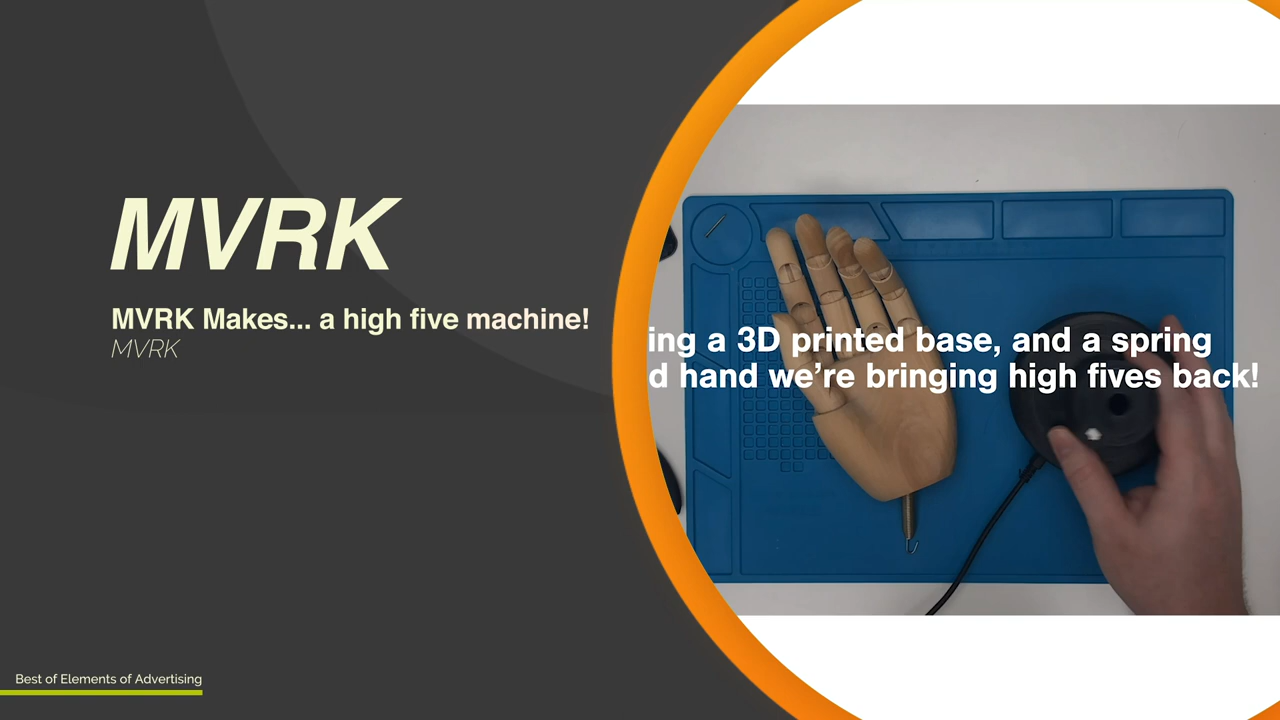 MVRK
MVRK Makes... a high five machine!
MVRK
ing a 3D printed base, and a spring
d hand we're bringing high fives back!
Best of Elements of Advertising